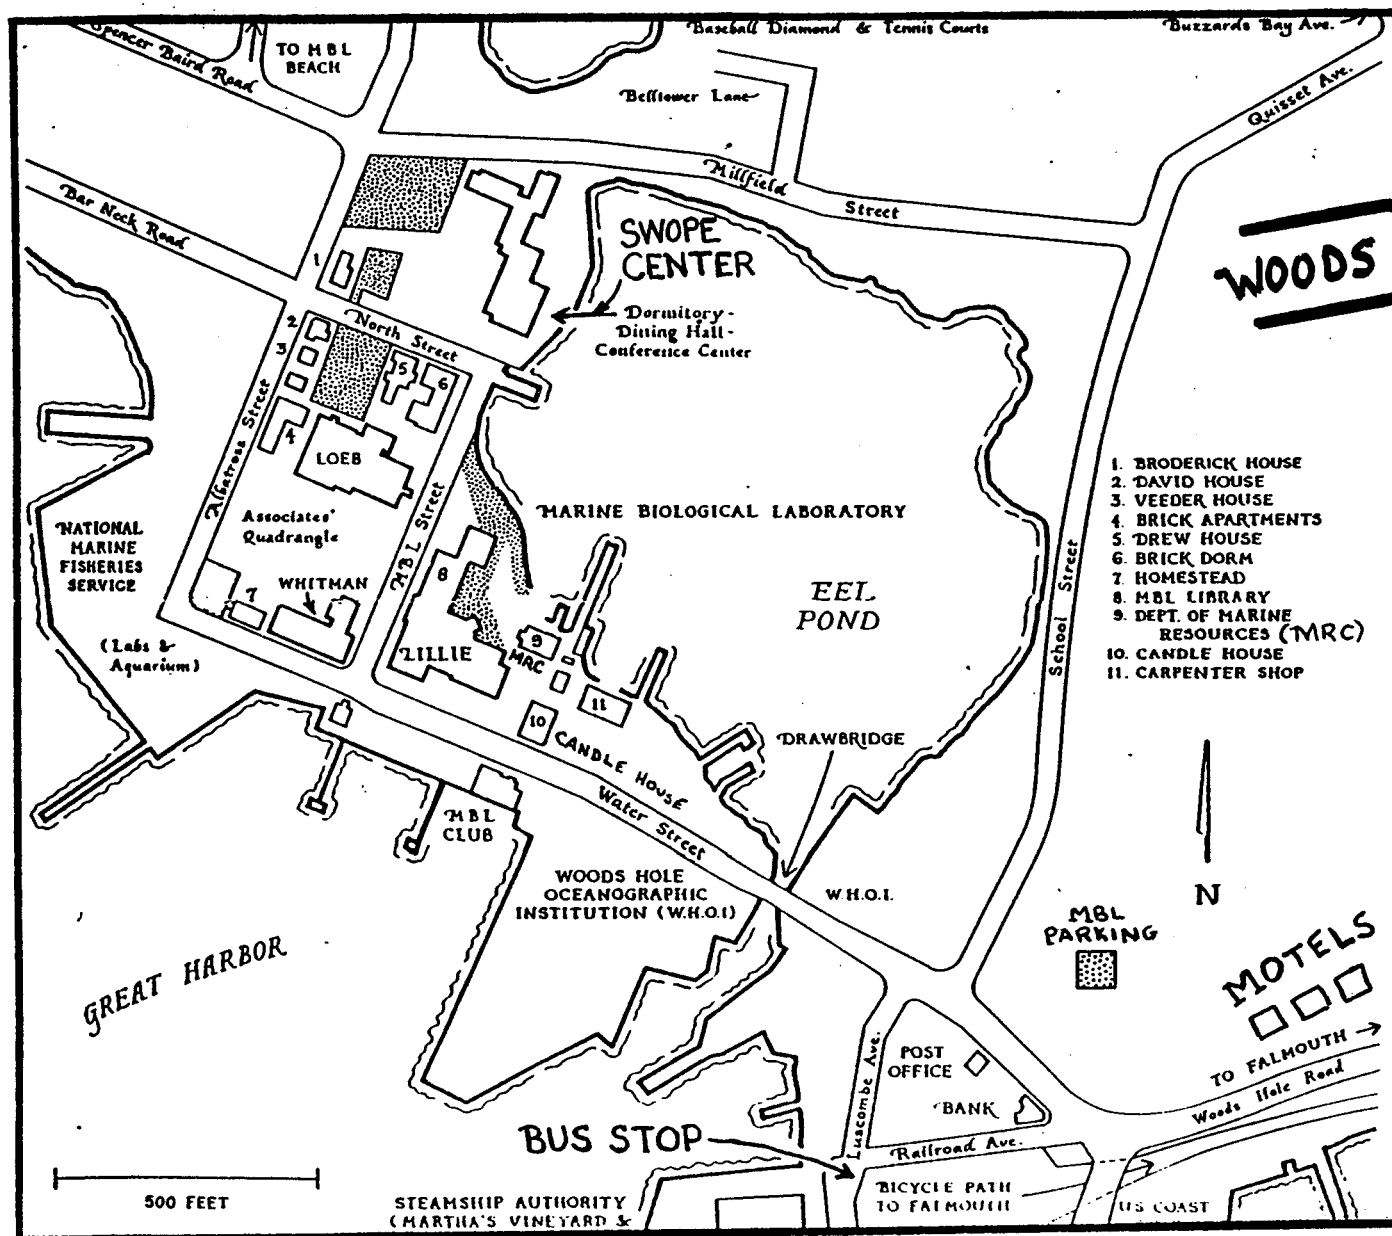 Baseball Diamond & Tennis Courts
Buzzards Bay Ave.
Spencer Baird Road
TO MBL
BEACH
Belltower Lane
Quisset Ave.
Millfield
Street
Bar Neck Road
SWOPE
CENTER
WOODS
1
Dormitory-
Dining Hall-
Conference Center
North Street
2
3
5
6
4
LOEB
Albatross Street
MBL Street
Associates'
Quadrangle
MARINE BIOLOGICAL LABORATORY
NATIONAL
MARINE
FISHERIES
SERVICE
(Labs &
Aquarium)
WHITMAN
7
8
EEL
POND
School Street
1. BRODERICK HOUSE
2. DAVID HOUSE
3. VEEDER HOUSE
4. BRICK APARTMENTS
5. DREW HOUSE
6. BRICK DORM
7. HOMESTEAD
8. MBL LIBRARY
9. DEPT. OF MARINE
RESOURCES (MRC)
10. CANDLE HOUSE
11. CARPENTER SHOP
LILLIE
9
MRC
11
10
CANDLE HOUSE
DRAWBRIDGE
Water Street
MBL
CLUB
WOODS HOLE
OCEANOGRAPHIC
INSTITUTION (W.H.O.I)
W.H.O.I.
N
MBL
PARKING
MOTELS
GREAT HARBOR
POST
OFFICE
BANK
Luscombe Ave.
TO FALMOUTH
Woods Hole Road
BUS STOP
Railroad Ave.
500 FEET
STEAMSHIP AUTHORITY
(MARTHA'S VINEYARD &
BICYCLE PATH
TO FALMOUTH
US COAST